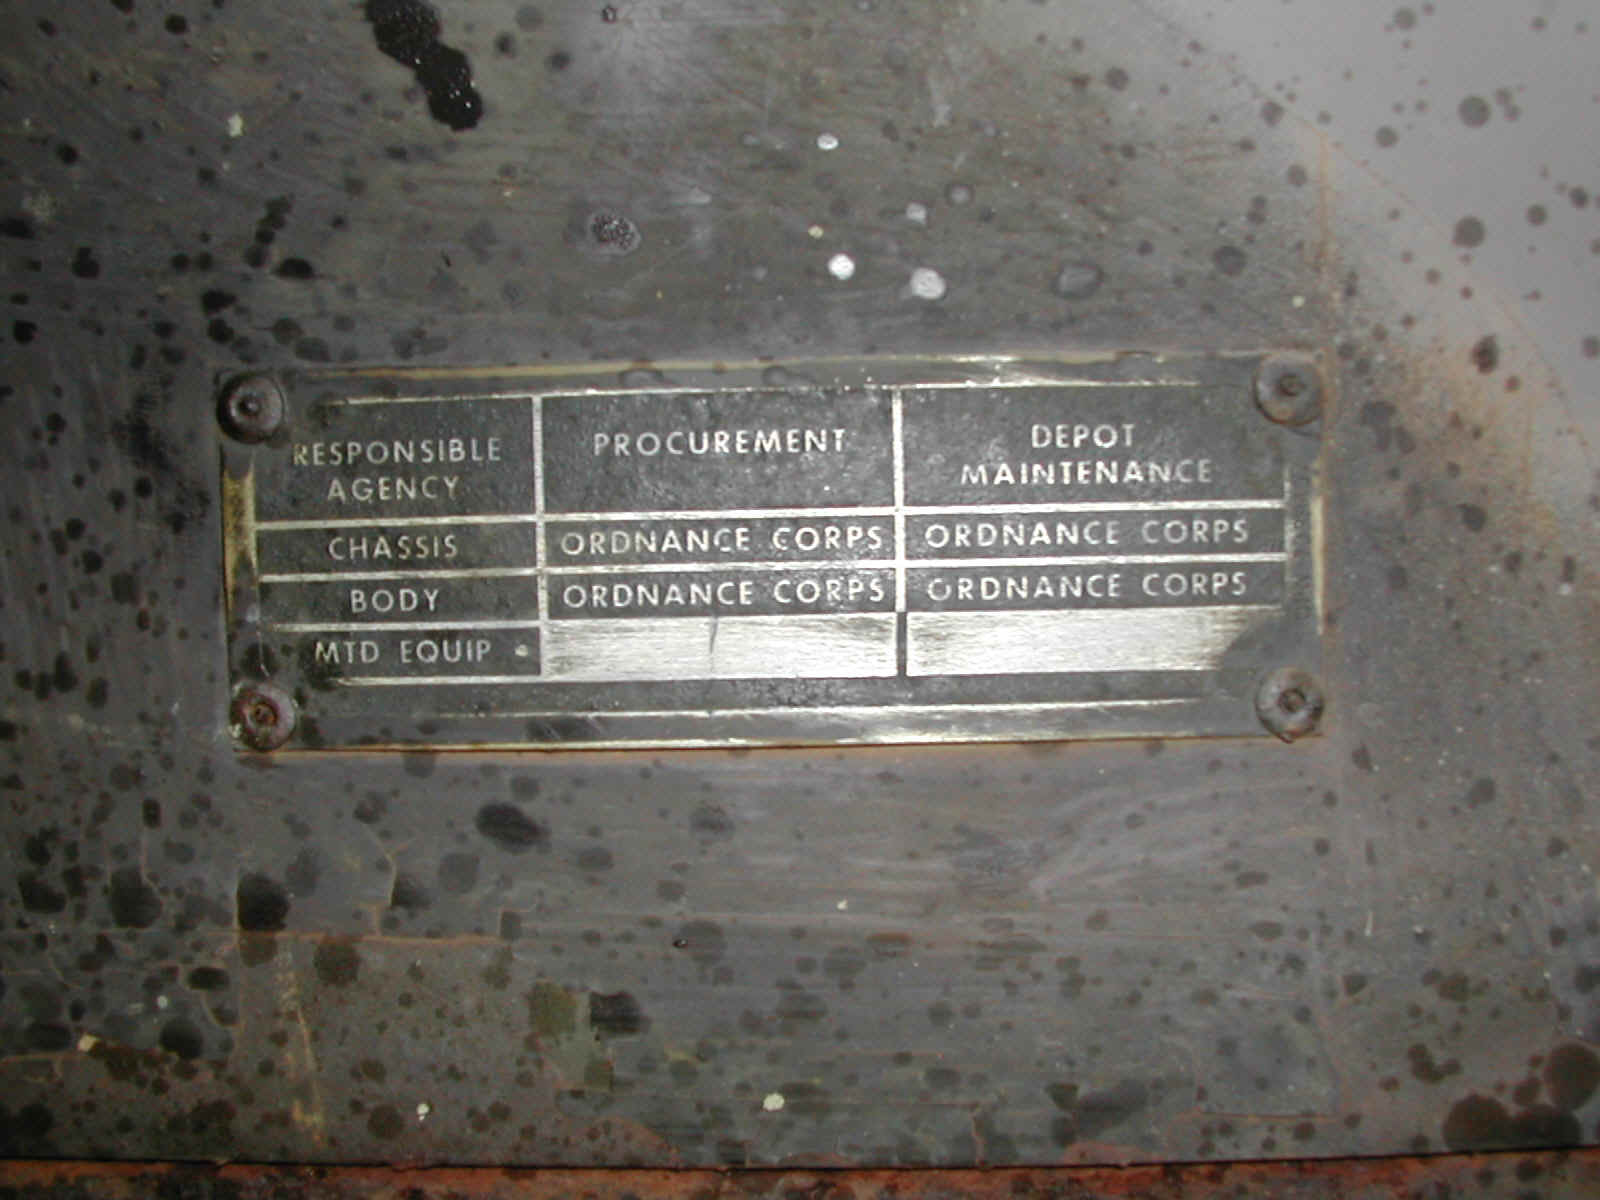 RESPONSIBLE AGENCY PROCUREMENT DEPOT MAINTENANCE
CHASSIS ORDNANCE CORPS ORDNANCE CORPS
BODY ORDNANCE CORPS ORDNANCE CORPS
MTD EQUIP